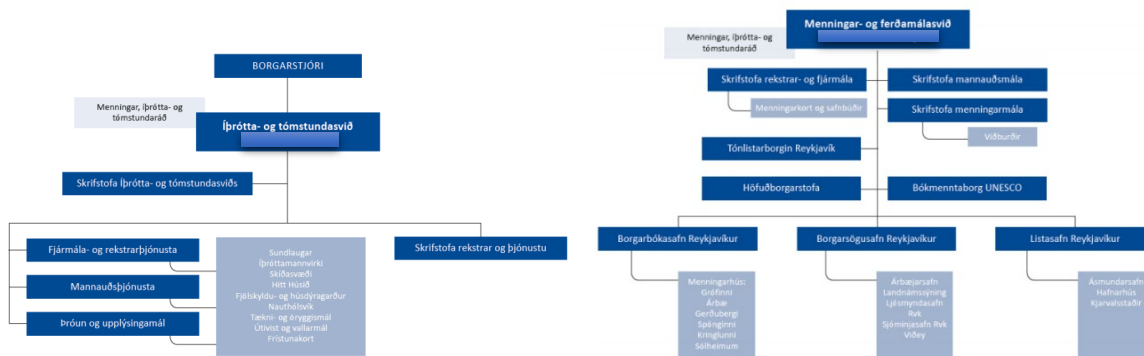 BORGARSTJÓRI
Menningar, íþrótta- og
tómstundaráð
Íþrótta- og tómstundasvið
Skrifstofa Íþrótta- og tómstundasviðs
Fjármála- og rekstrarþjónusta
Mannauðsþjónusta
Þróun og upplýsingamál
Sundlaugar
Íþróttamannvirki
Skíðasvæði
Hitt Húsið
Fjölskyldu- og húsdýragarður
Nauthólsvík
Tækni- og öryggismál
Útivist og vallarmál
Frístunakort
Skrifstofa rekstrar og þjónustu
Menningar- og ferðamálasvið
Menningar, íþrótta- og
tómstundaráð
Skrifstofa rekstrar- og fjármála
Menningarkort og safnbúðir
Skrifstofa mannauðsmála
Skrifstofa menningarmála
Viðburðir
Tónlistarborgin Reykjavík
Höfuðborgarstofa
Bókmenntaborg UNESCO
Borgarbókasafn Reykjavíkur
Menningarhús:
Grófinni
Árbæ
Gerðubergi
Spönginni
Kringlunni
Sólheimum
Borgarsögusafn Reykjavíkur
Árbæjarsafn
Landnámssýning
Ljósmyndasafn
Rvk
Sjóminjasafn Rvk
Viðey
Listasafn Reykjavíkur
Ásmundarsafn
Hafnarhús
Kjarvalsstaðir